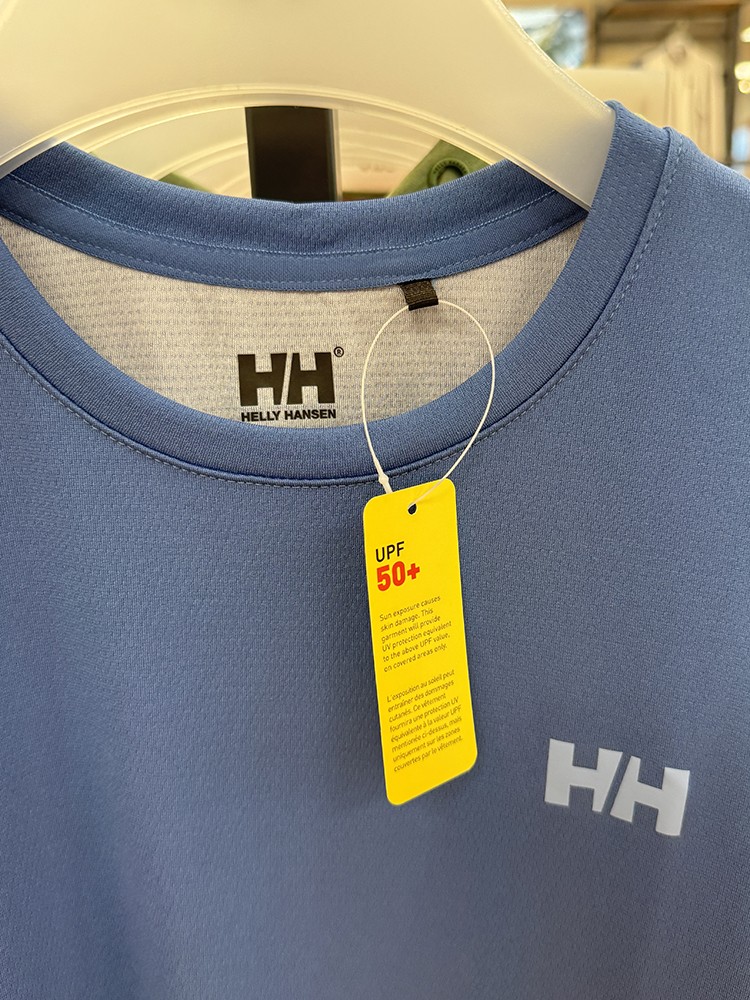 HH®
HELLY HANSEN
UPF
50+
Sun exposure causes
skin damage. This
garment will provide
UV protection equivalent
to the above UPF value,
on covered areas only.
L'exposition au soleil peut
entraîner des dommages
cutanés. Ce vêtement
fournira une protection UV
équivalente à la valeur UPF
mentionée ci-dessus, mais
uniquement sur les zones
couvertes par le vêtement.
HH